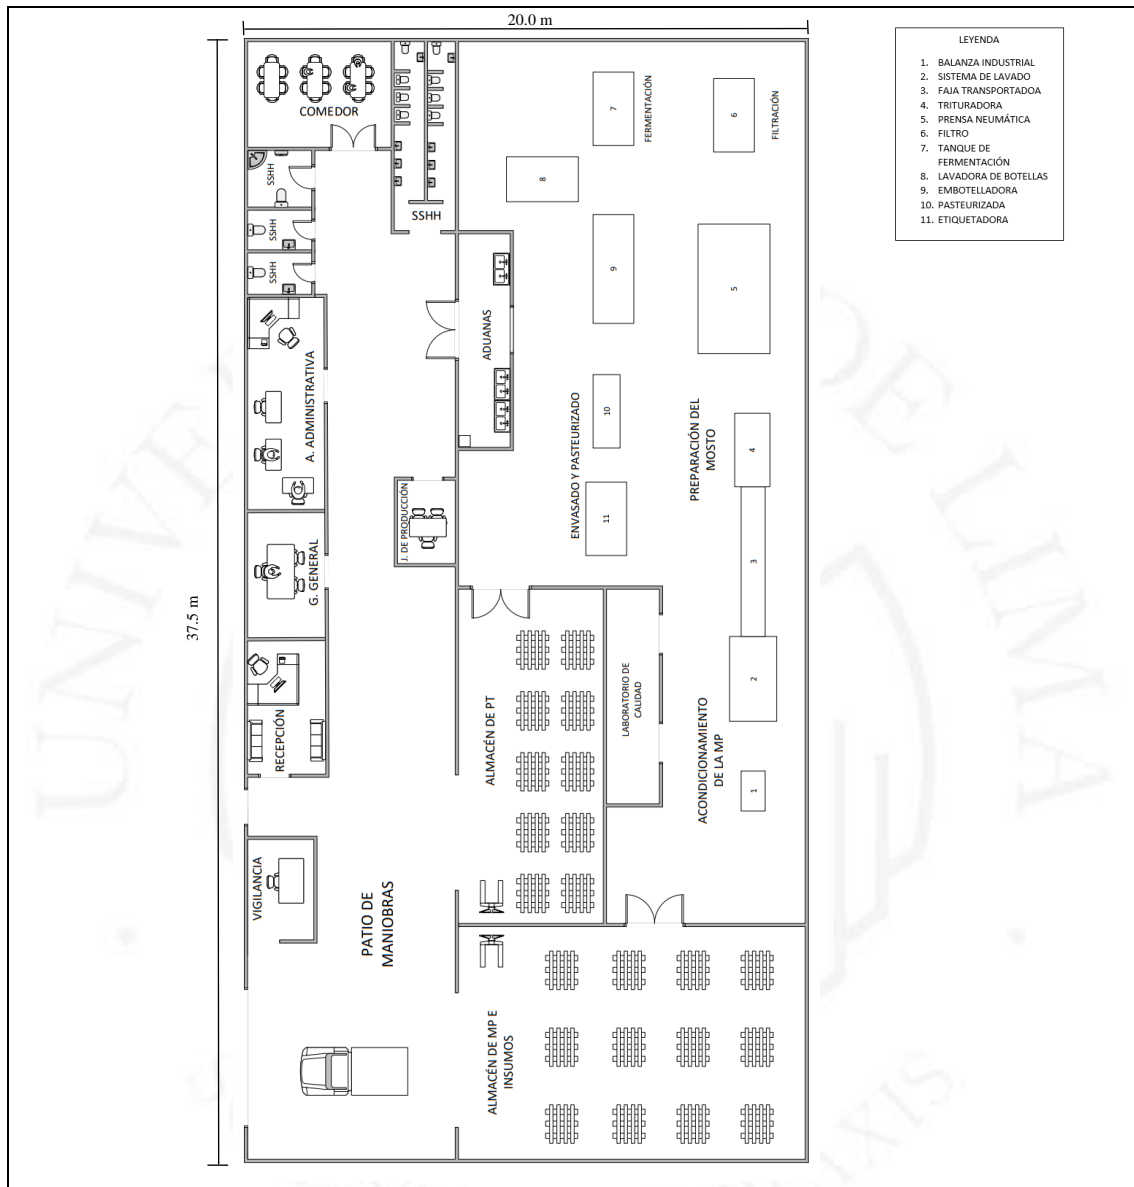 20.0 m
37.5 m
LEYENDA
1. BALANZA INDUSTRIAL
2. SISTEMA DE LAVADO
3. FAJA TRANSPORTADOA
4. TRITURADORA
5. PRENSA NEUMÁTICA
6. FILTRO
7. TANQUE DE
FERMENTACIÓN
8. LAVADORA DE BOTELLAS
9. EMBOTELLADORA
10. PASTEURIZADA
11. ETIQUETADORA
COMEDOR
SSHH
SSHH
SSHH
SSHH
7
FERMENTACIÓN
6
FILTRACIÓN
8
9
5
ADUANAS
A. ADMINISTRATIVA
10
ENVASADO Y PASTEURIZADO
PREPARACIÓN DEL
MOSTO
4
J. DE PRODUCCIÓN
11
G. GENERAL
3
RECEPCIÓN
ALMACÉN DE PT
LABORATORIO DE
CALIDAD
2
ACONDICIONAMIENTO
DE LA MP
1
VIGILANCIA
PATIO DE
MANIOBRAS
ALMACÉN DE MP E
INSUMOS
UNIVERSIDAD DE LIMA
PRAXIS